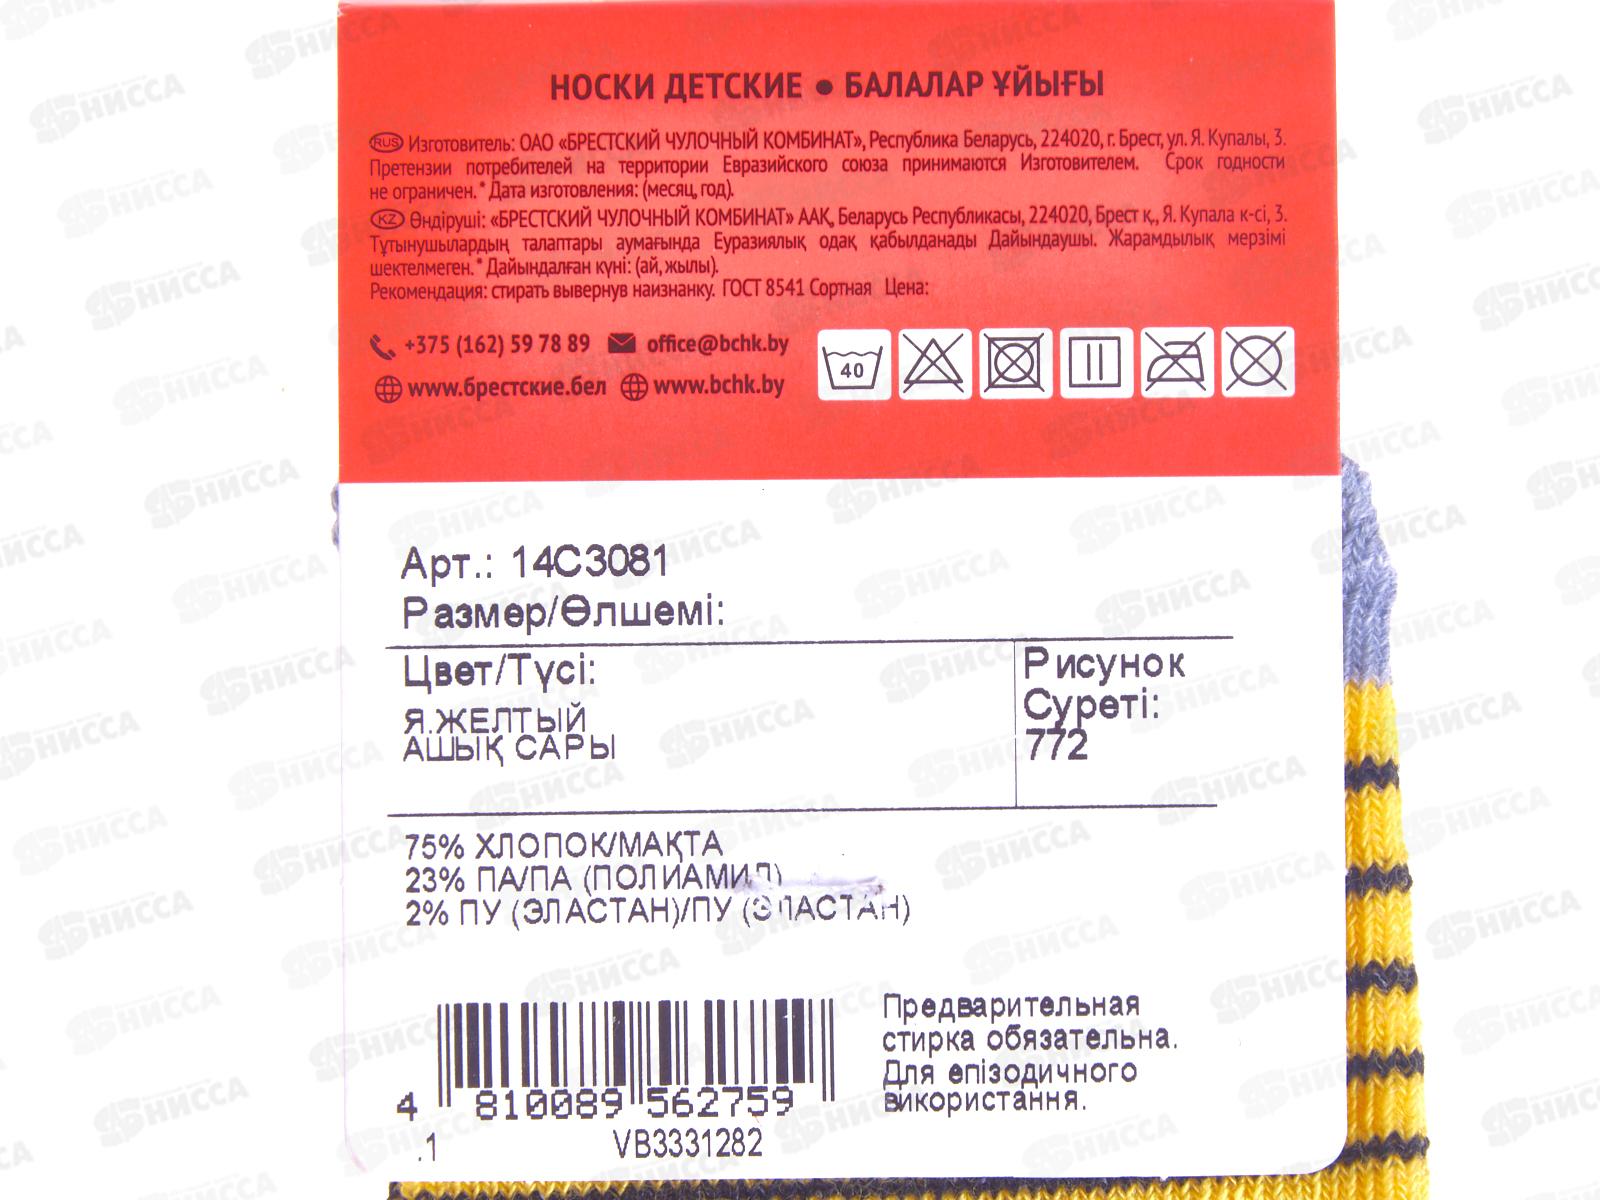 НОСКИ ДЕТСКИЕ • БАЛАЛАР ҰЙЫҒЫ
RUS Изготовитель: ОАО «БРЕСТСКИЙ ЧУЛОЧНЫЙ КОМБИНАТ», Республика Беларусь, 224020, г. Брест, ул. Я. Купалы, 3.
Претензии потребителей на территории Евразийского союза принимаются Изготовителем. Срок годности
не ограничен.* Дата изготовления: (месяц, год).
KZ Өндіруші: «БРЕСТСКИЙ ЧУЛОЧНЫЙ КОМБИНАТ» ААҚ, Беларусь Республикасы, 224020, Брест қ., Я. Купала к-сі, 3.
Тұтынушылардың талаптары аумағында Еуразиялық одақ қабылданады Дайындаушы. Жарамдылық мерзімі
шектелмеген.* Дайындалған күні: (ай, жылы).
Рекомендация: стирать вывернув наизнанку. ГОСТ 8541 Сортная Цена:
+375 (162) 59 78 89 office@bchk.by
www.брестские.бел www.bchk.by
40
Арт.: 14С3081
Размер/Өлшемі:
Цвет/Түсі:
Я.ЖЕЛТЫЙ
АШЫҚ САРЫ
Рисунок
Суреті:
772
75% ХЛОПОК/МАҚТА
23% ПА/ПА (ПОЛИАМИД)
2% ПУ (ЭЛАСТАН)/ПУ (ЭЛАСТАН)
Предварительная
стирка обязательна.
Для епізодичного
використання.
4 810089 562759
.1 VB3331282
НИССА